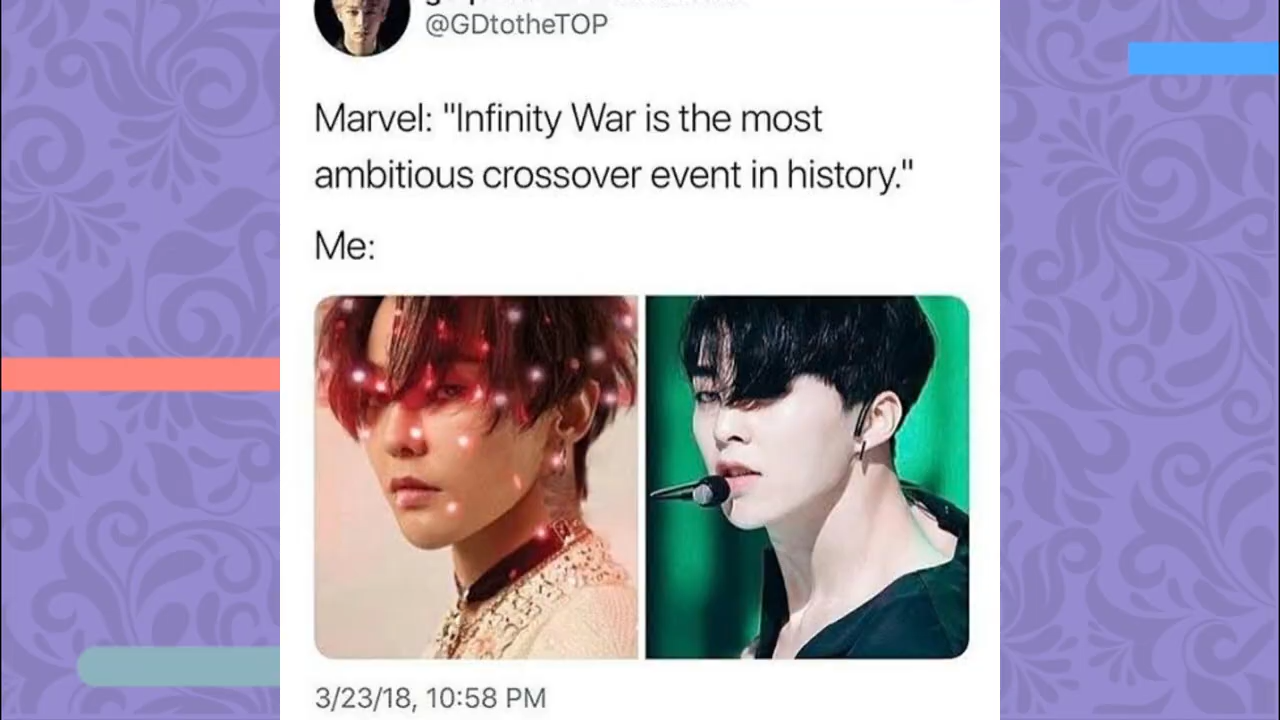 @GDtotheTOP
Marvel: "Infinity War is the most
ambitious crossover event in history."
Me:
3/23/18, 10:58 PM